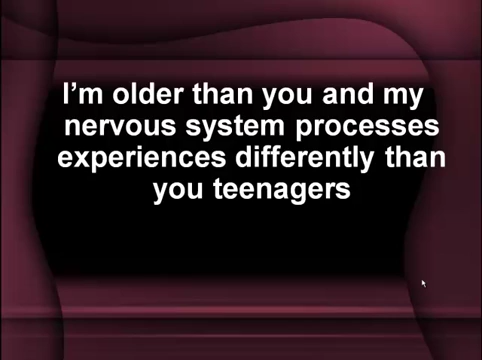 I’m older than you and my
nervous system processes
experiences differently than
you teenagers